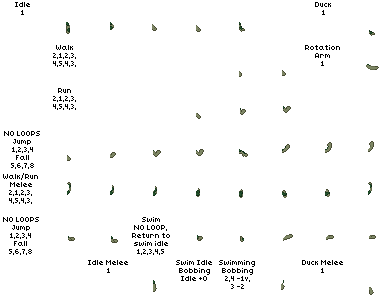 Idle
1
Duck
1
Walk
2,1,2,3,
4,5,4,3,
Rotation
Arm
1
Run
2,1,2,3,
4,5,4,3,
NO LOOPS
Jump
1,2,3,4
Fall
5,6,7,8
Walk/Run
Melee
2,1,2,3,
4,5,4,3,
NO LOOPS
Jump
1,2,3,4
Fall
5,6,7,8
Swim
NO LOOP,
Return to
swim idle
1,2,3,4,5
Idle Melee
1
Swim Idle
Bobbing
Idle +0
Swimming
Bobbing
2,4 -1v,
3 -2
Duck Melee
1